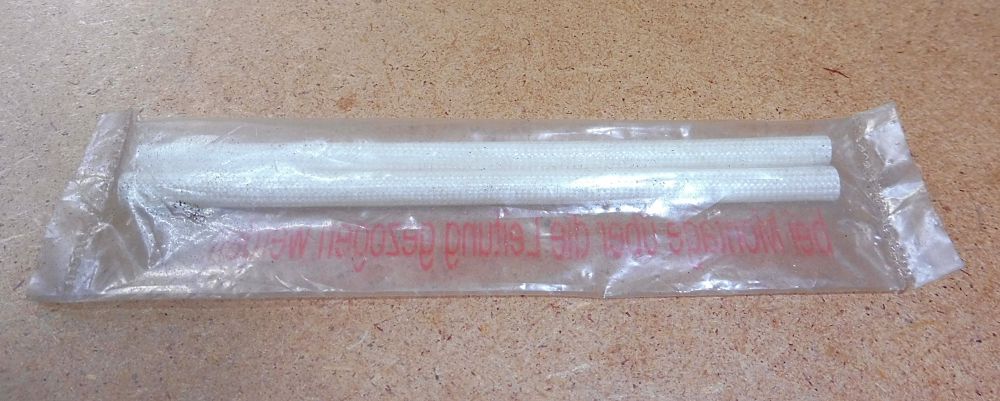 bei Montage über die Leitung gezogen werden